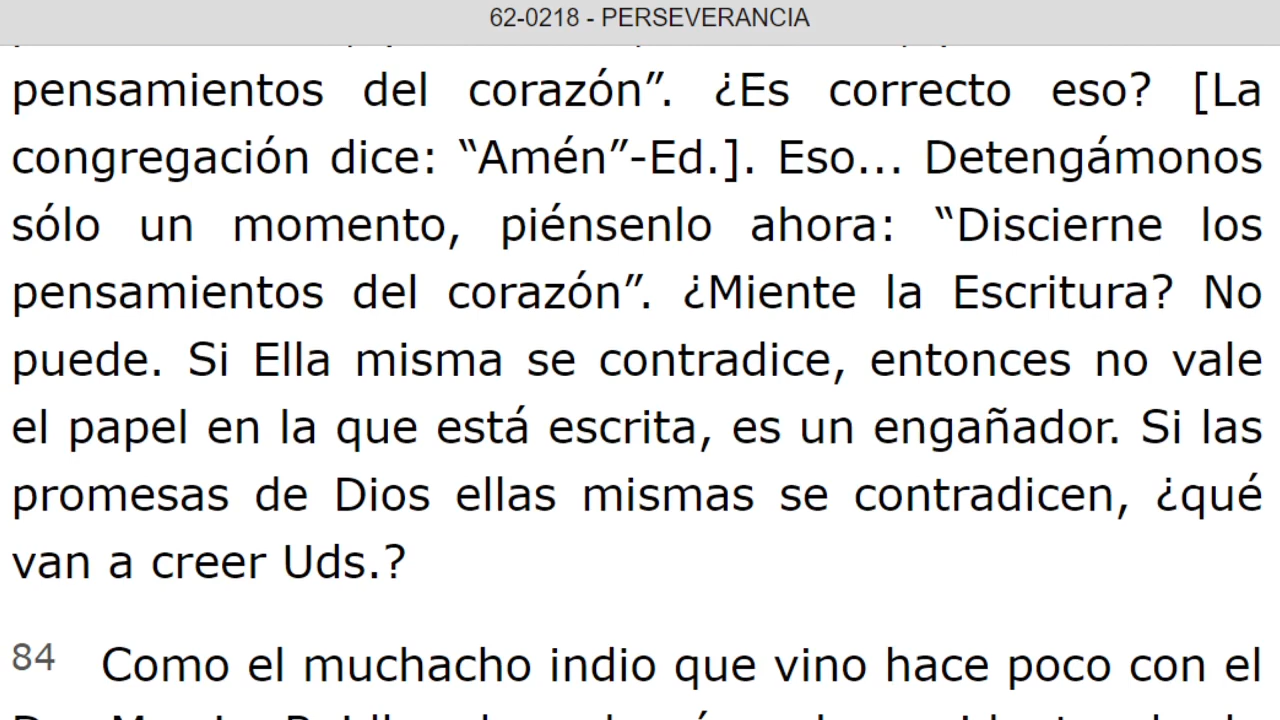 62-0218 - PERSEVERANCIA
pensamientos del corazón”. ¿Es correcto eso? [La
congregación dice: “Amén”-Ed.]. Eso... Detengámonos
sólo un momento, piénsenlo ahora: “Discierne los
pensamientos del corazón”. ¿Miente la Escritura? No
puede. Si Ella misma se contradice, entonces no vale
el papel en la que está escrita, es un engañador. Si las
promesas de Dios ellas mismas se contradicen, ¿qué
van a creer Uds.?
84 Como el muchacho indio que vino hace poco con el